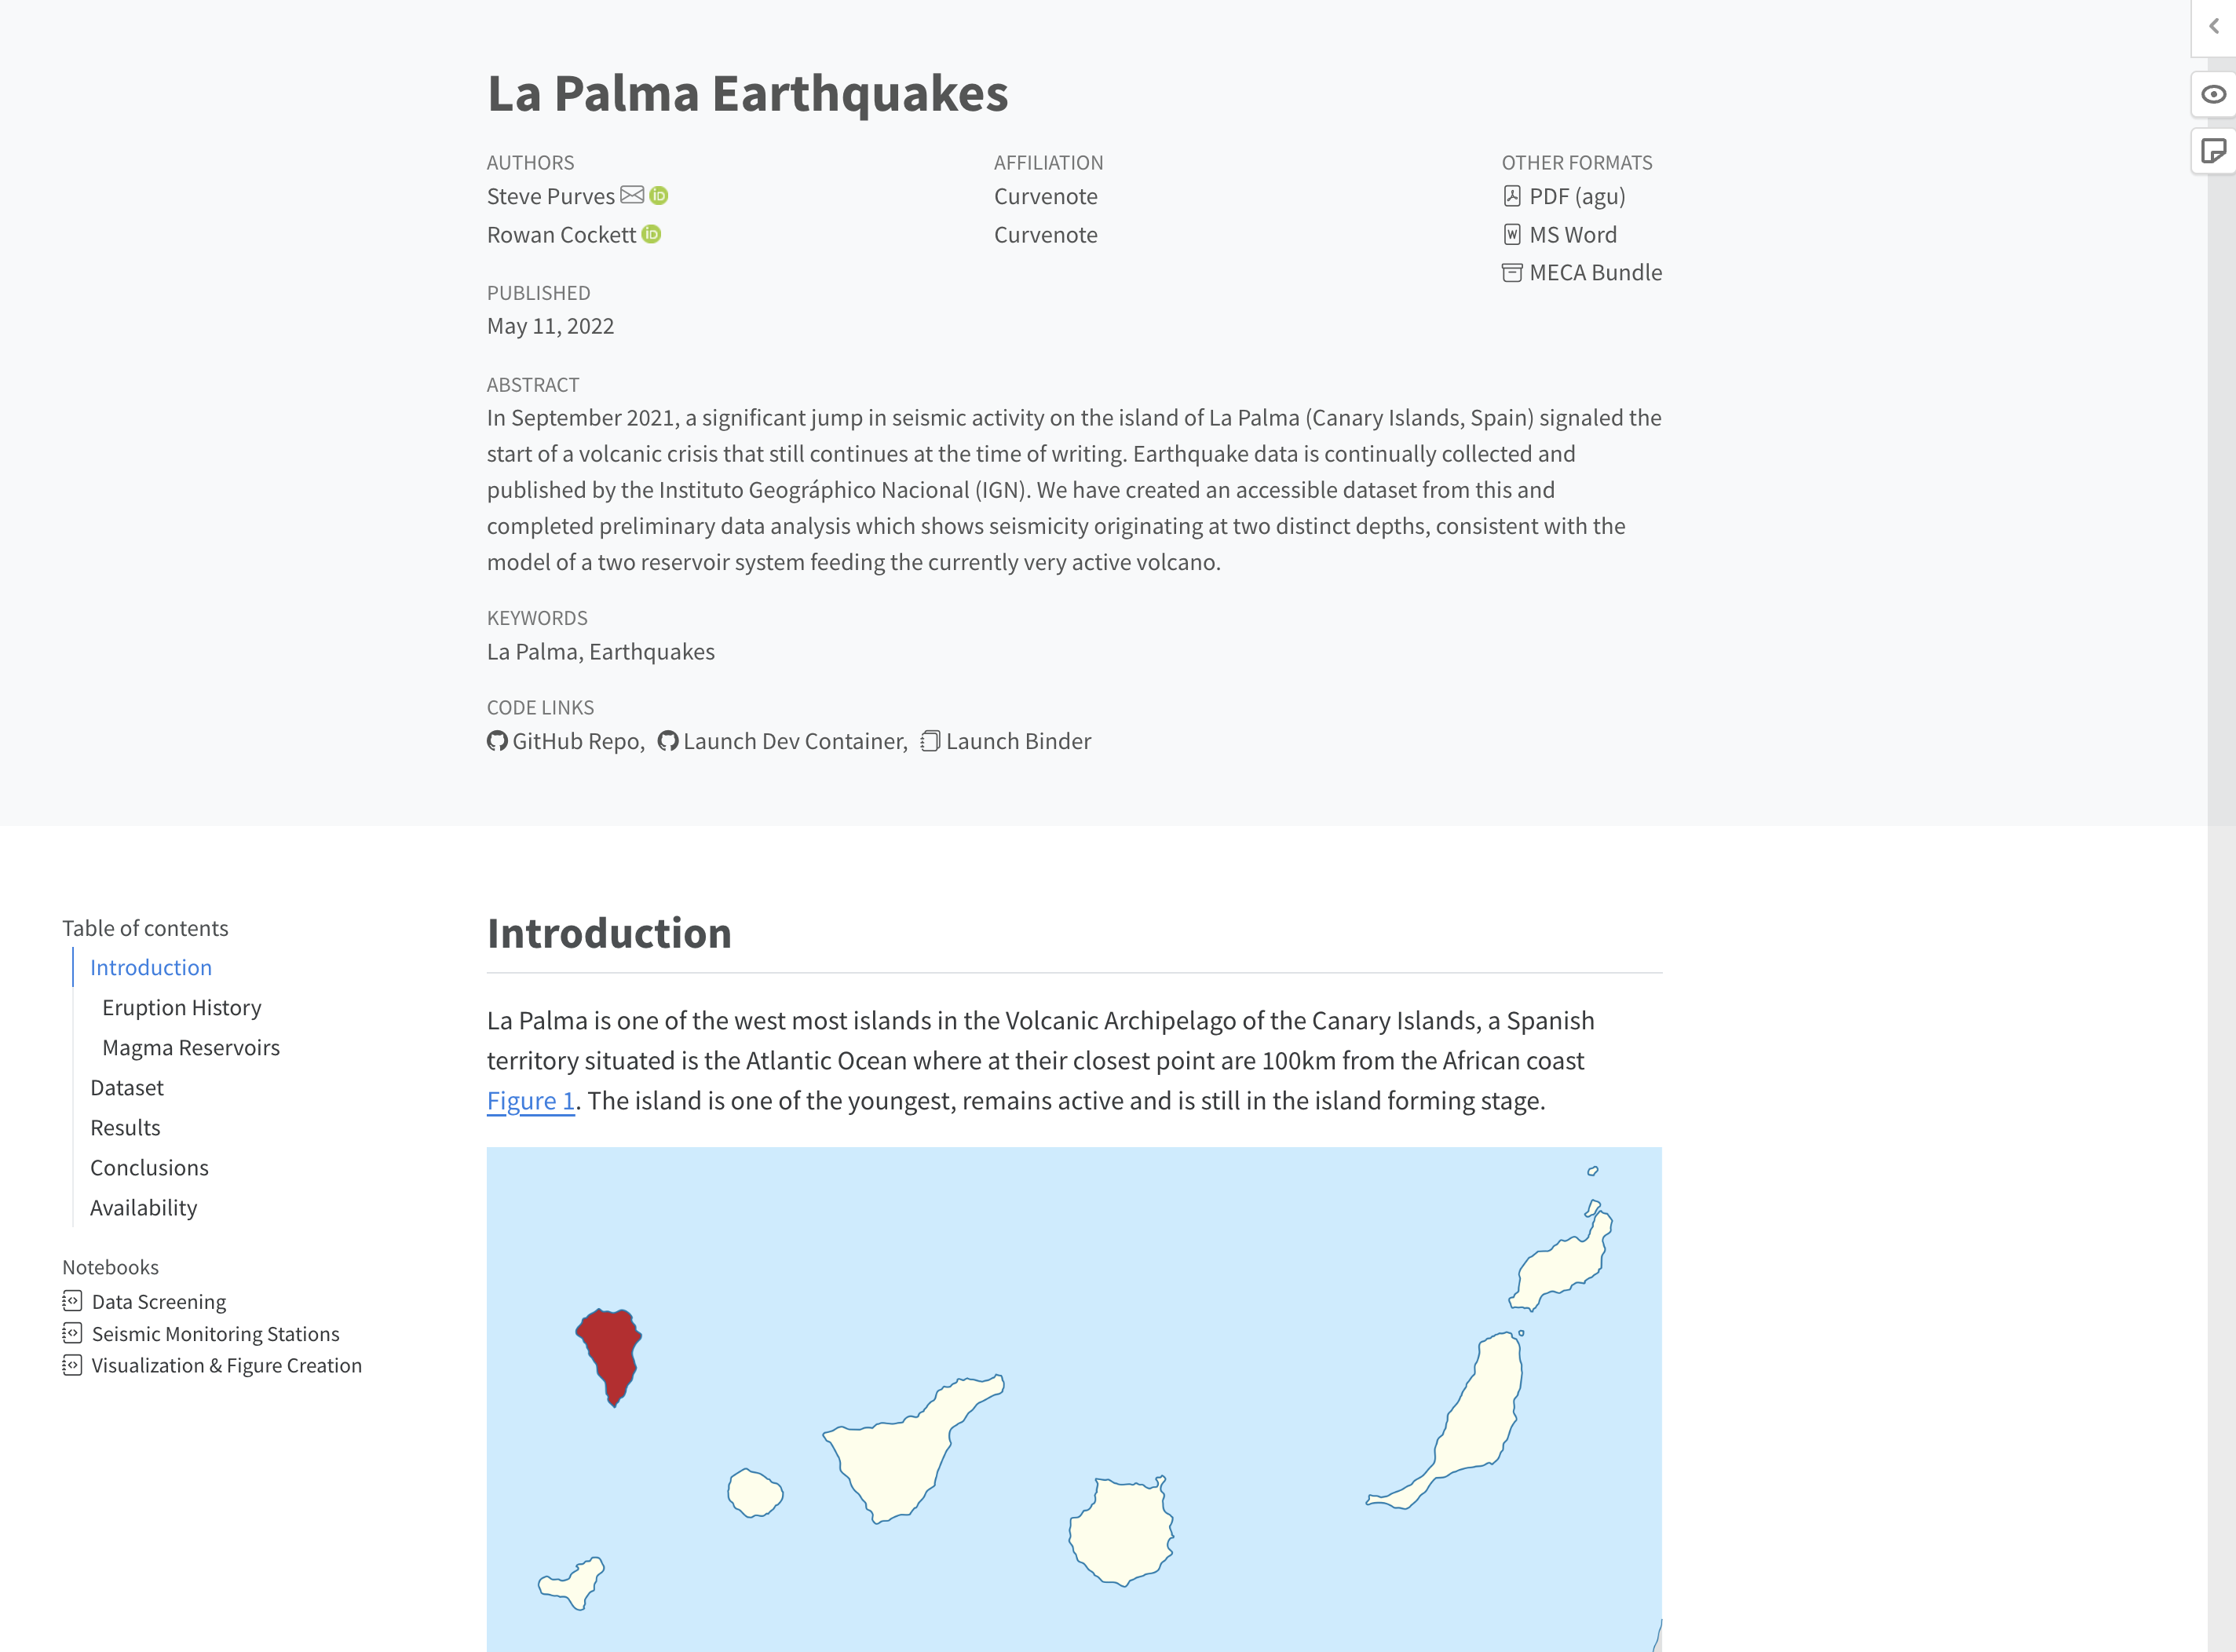 La Palma Earthquakes
AUTHORS
AFFILIATION
OTHER FORMATS
Steve Purves
Curvenote
PDF (agu)
Rowan Cockett
Curvenote
MS Word
MECA Bundle
PUBLISHED
May 11, 2022
ABSTRACT
In September 2021, a significant jump in seismic activity on the island of La Palma (Canary Islands, Spain) signaled the
start of a volcanic crisis that still continues at the time of writing. Earthquake data is continually collected and
published by the Instituto Geográphico Nacional (IGN). We have created an accessible dataset from this and
completed preliminary data analysis which shows seismicity originating at two distinct depths, consistent with the
model of a two reservoir system feeding the currently very active volcano.
KEYWORDS
La Palma, Earthquakes
CODE LINKS
GitHub Repo, Launch Dev Container, Launch Binder
Table of contents
Introduction
Eruption History
Magma Reservoirs
Dataset
Results
Conclusions
Availability
Notebooks
Data Screening
Seismic Monitoring Stations
Visualization & Figure Creation
Introduction
La Palma is one of the west most islands in the Volcanic Archipelago of the Canary Islands, a Spanish
territory situated is the Atlantic Ocean where at their closest point are 100km from the African coast
Figure 1. The island is one of the youngest, remains active and is still in the island forming stage.